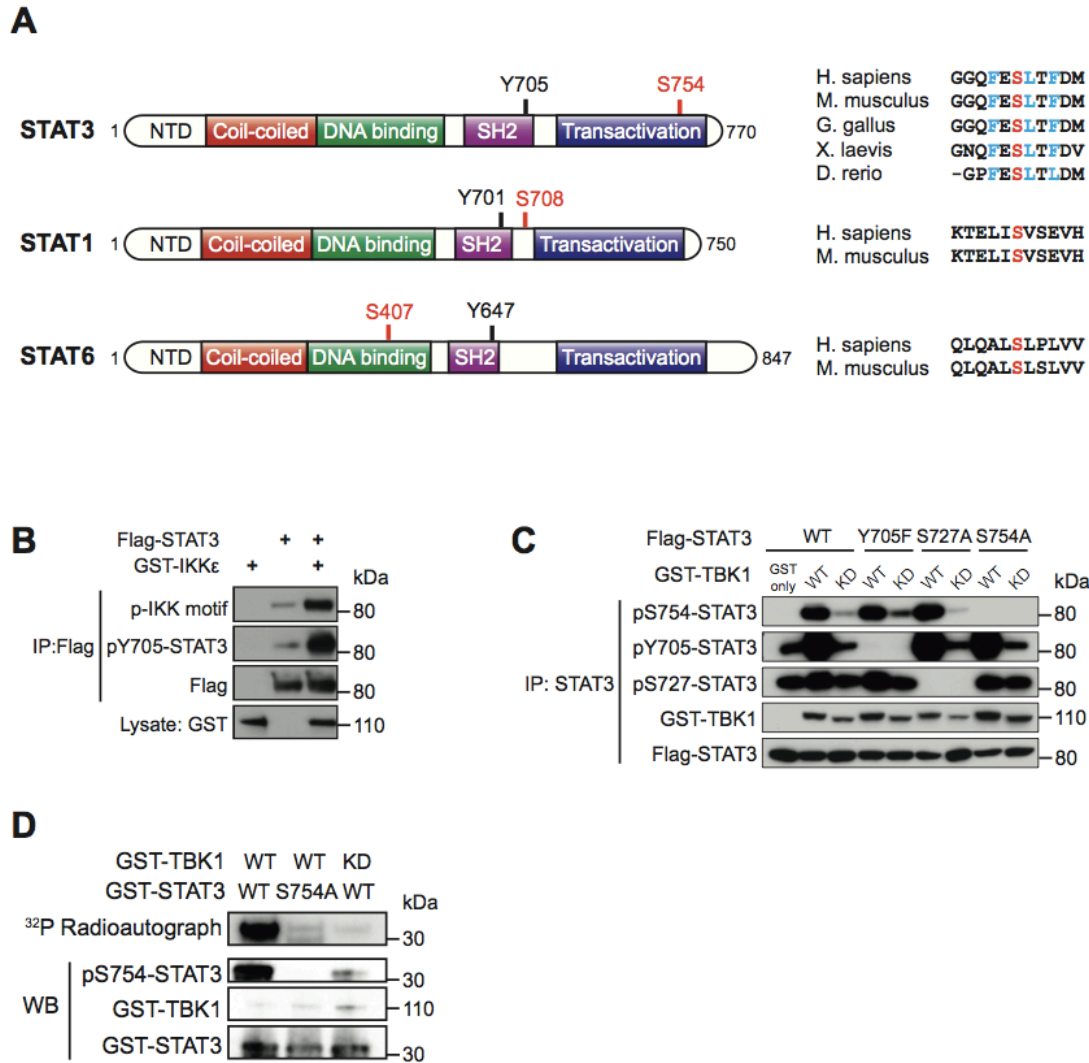 A
Y705 S754
STAT3 1 NTD Coil-coiled DNA binding SH2 Transactivation 770
H. sapiens GGQFESLTFDM
M. musculus GGQFESLTFDM
G. gallus GGQFESLTFDM
X. laevis GNQFESLTFDV
D. rerio -GPFESLTLDM
Y701 S708
STAT1 1 NTD Coil-coiled DNA binding SH2 Transactivation 750
H. sapiens KTELISVSEVH
M. musculus KTELISVSEVH
S407 Y647
STAT6 1 NTD Coil-coiled DNA binding SH2 Transactivation 847
H. sapiens QLQALSLPLVV
M. musculus QLQALSLSLVV
B
Flag-STAT3 + +
GST-IKKε + +
kDa
IP:Flag
p-IKK motif 80
pY705-STAT3 80
Flag 80
Lysate: GST 110
C
Flag-STAT3 WT Y705F S727A S754A
GST-TBK1 GST only WT KD WT KD WT KD WT KD
kDa
IP: STAT3
pS754-STAT3 80
pY705-STAT3 80
pS727-STAT3 80
GST-TBK1 110
Flag-STAT3 80
D
GST-TBK1 WT WT KD
GST-STAT3 WT S754A WT
kDa
32P Radioautograph 30
WB
pS754-STAT3 30
GST-TBK1 110
GST-STAT3 30